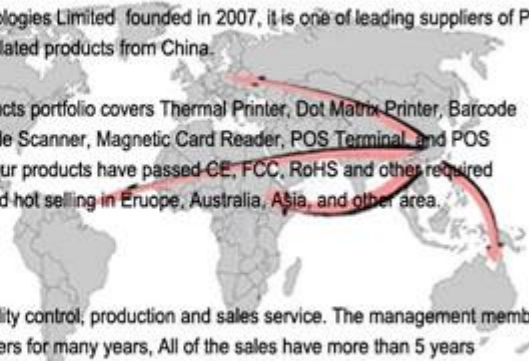 ologies Limited founded in 2007, it is one of leading suppliers of P
lated products from China.
cts portfolio covers Thermal Printer, Dot Matrix Printer, Barcode
le Scanner, Magnetic Card Reader, POS Terminal, and POS
ur products have passed CE, FCC, RoHS and other required
d hot selling in Eruope, Australia, Asia, and other area.
lity control, production and sales service. The management memb
ers for many years, All of the sales have more than 5 years